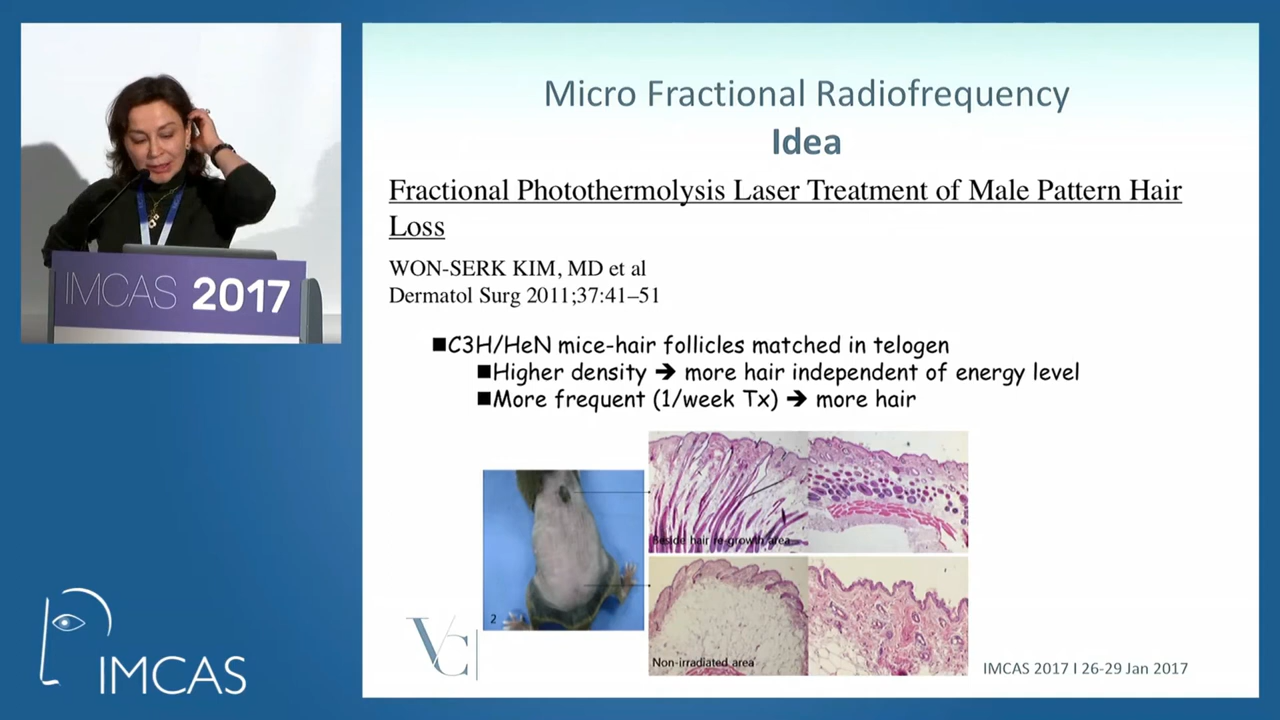 IMCAS 2017
IMCAS
Micro Fractional Radiofrequency
Idea
Fractional Photothermolysis Laser Treatment of Male Pattern Hair
Loss
WON-SERK KIM, MD et al
Dermatol Surg 2011;37:41–51
■C3H/HeN mice-hair follicles matched in telogen
■Higher density ➔ more hair independent of energy level
■More frequent (1/week Tx) ➔ more hair
Beside hair re-growth area
2
Non-irradiated area
VC
IMCAS 2017 I 26-29 Jan 2017